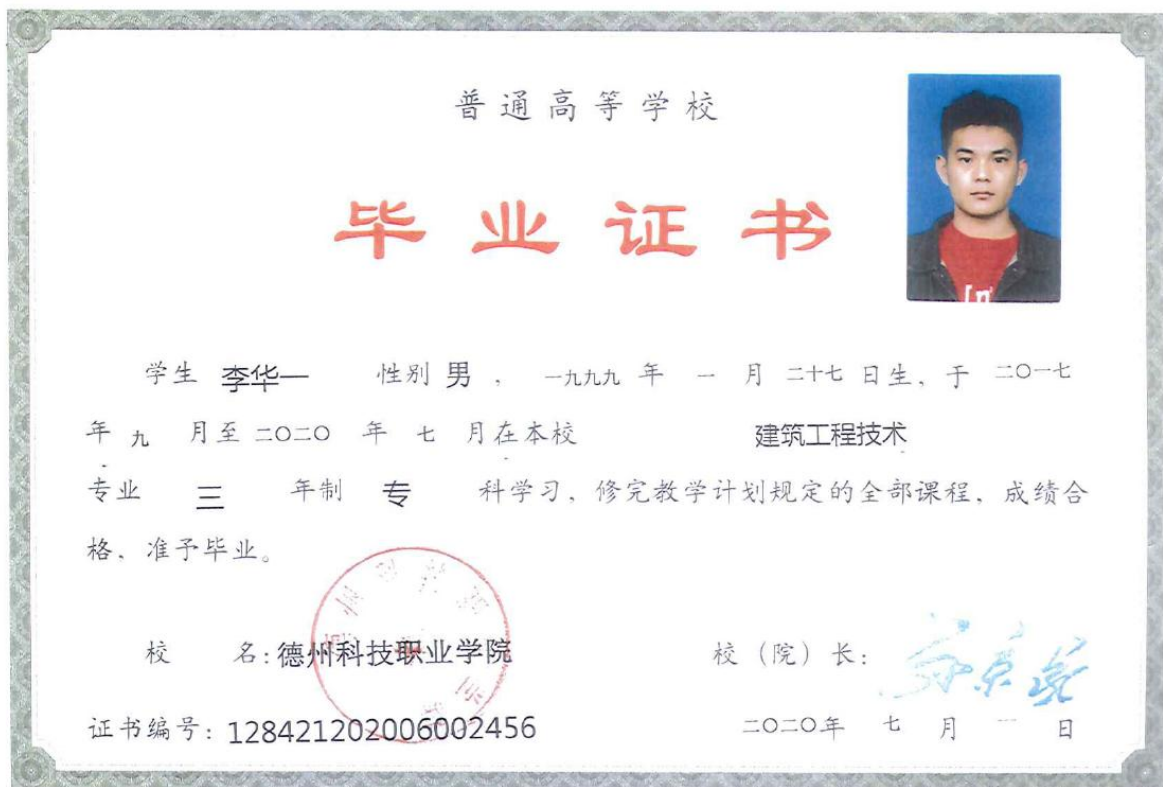 普通高等学校
毕业证书
学生 李华一 性别 男 ， 一九九九 年 一 月 二十七 日生，于 二〇一七
年 九 月至 二〇二〇 年 七 月在本校 建筑工程技术
专业 三 年制 专 科学习，修完教学计划规定的全部课程，成绩合
格，准予毕业。
校 名：德州科技职业学院
校（院）长：
证书编号：128421202006002456
二〇二〇年 七 月 一 日